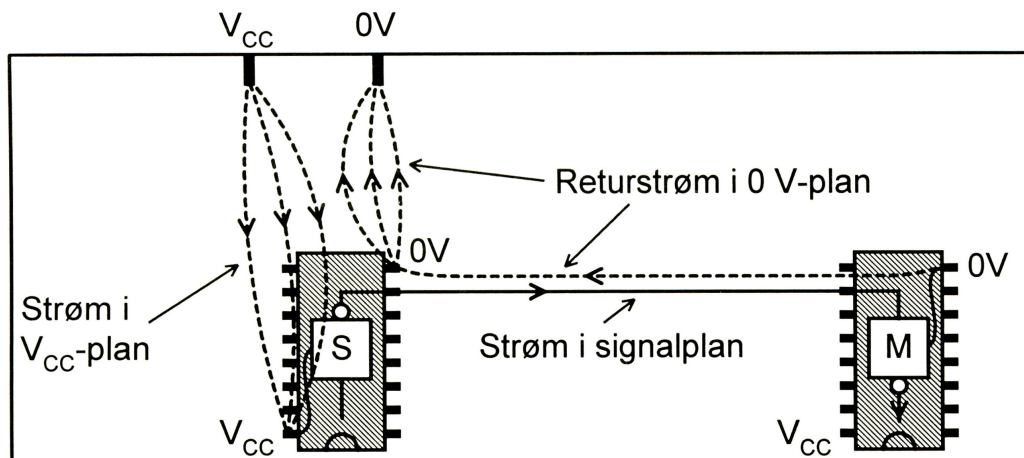 V_CC 0V
Returstrøm i 0 V-plan
0V
0V
Strøm i
V_CC-plan
S
Strøm i signalplan
M
V_CC
V_CC